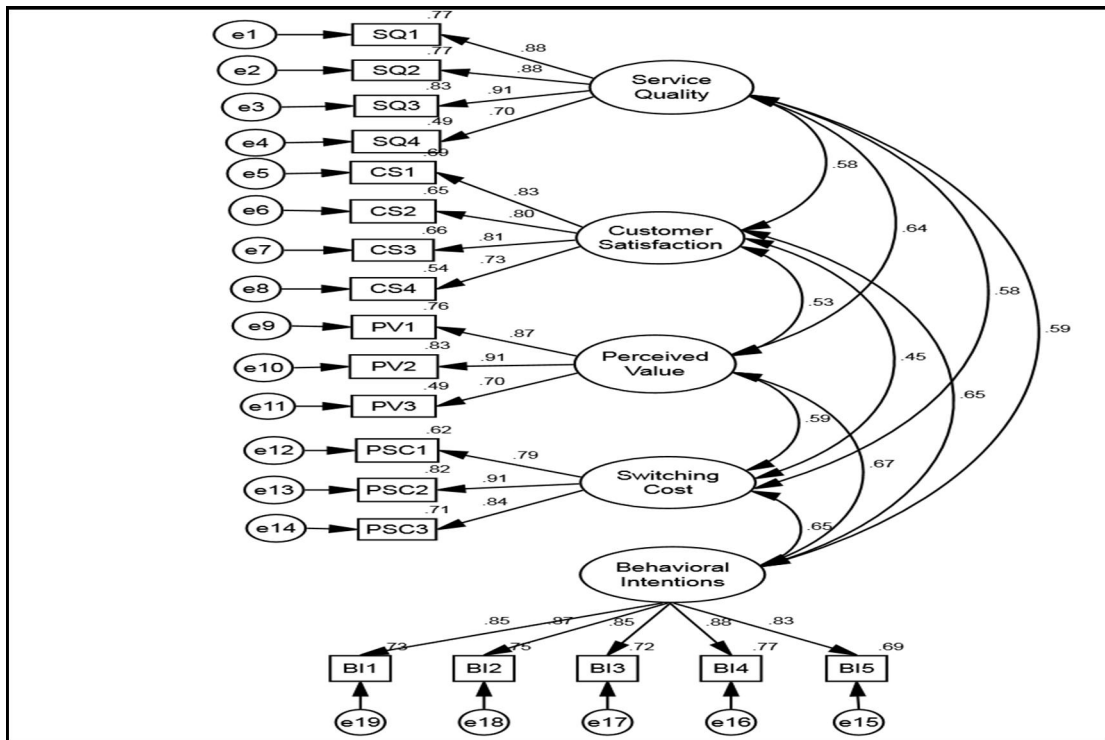 .77
e1 SQ1 .88
.77
e2 SQ2 .88
Service
Quality
.83
e3 SQ3 .91
.49
e4 SQ4 .70
.69
e5 CS1 .83
.58
.65
e6 CS2 .80
Customer
Satisfaction
.64
.66
e7 CS3 .81
.54
e8 CS4 .73
.53
.58
.76
e9 PV1 .87
.59
.83
e10 PV2 .91
Perceived
Value
.45
.49
e11 PV3 .70
.65
.59
.62
e12 PSC1 .79
.67
.82
e13 PSC2 .91
Switching
Cost
.71
e14 PSC3 .84
.65
Behavioral
Intentions
.85 .87 .85 .88 .83
.73 .75 .72 .77 .69
BI1 BI2 BI3 BI4 BI5
e19 e18 e17 e16 e15